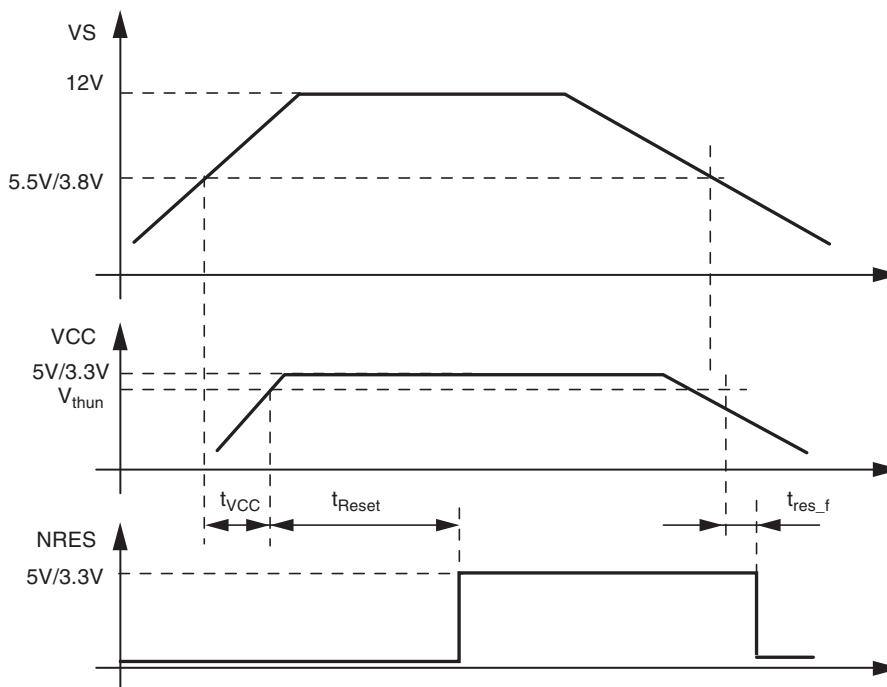 VS
12V
5.5V/3.8V
VCC
5V/3.3V
Vthun
tVCC
tReset
tres_f
NRES
5V/3.3V